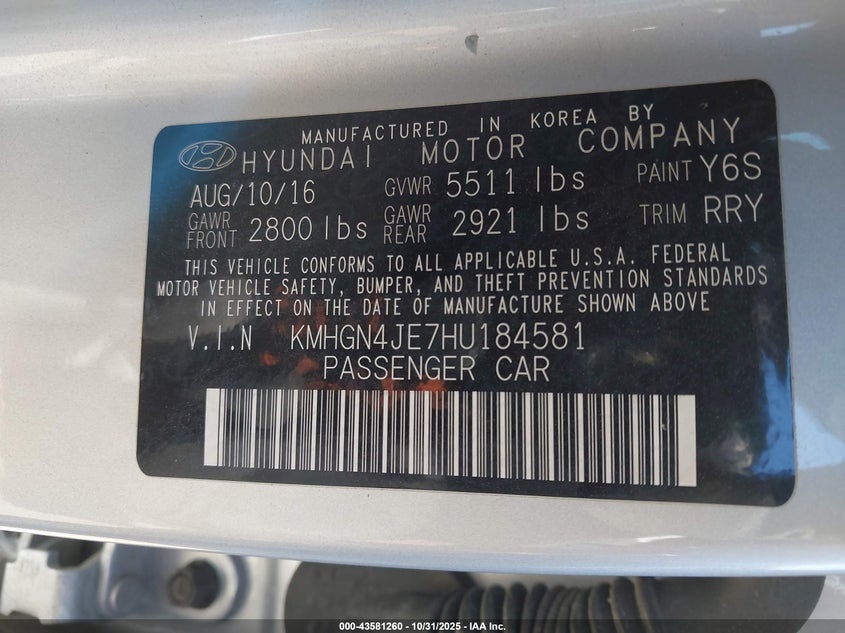 MANUFACTURED IN KOREA BY
HYUNDAI MOTOR COMPANY
AUG/10/16 GVWR 5511 lbs PAINT Y6S
GAWR FRONT 2800 lbs GAWR REAR 2921 lbs TRIM RRY
THIS VEHICLE CONFORMS TO ALL APPLICABLE U.S.A. FEDERAL
MOTOR VEHICLE SAFETY, BUMPER, AND THEFT PREVENTION STANDARDS
IN EFFECT ON THE DATE OF MANUFACTURE SHOWN ABOVE
V.I.N KMHGN4JE7HU184581
PASSENGER CAR
000-43581260 - 10/31/2025 - IAA Inc.